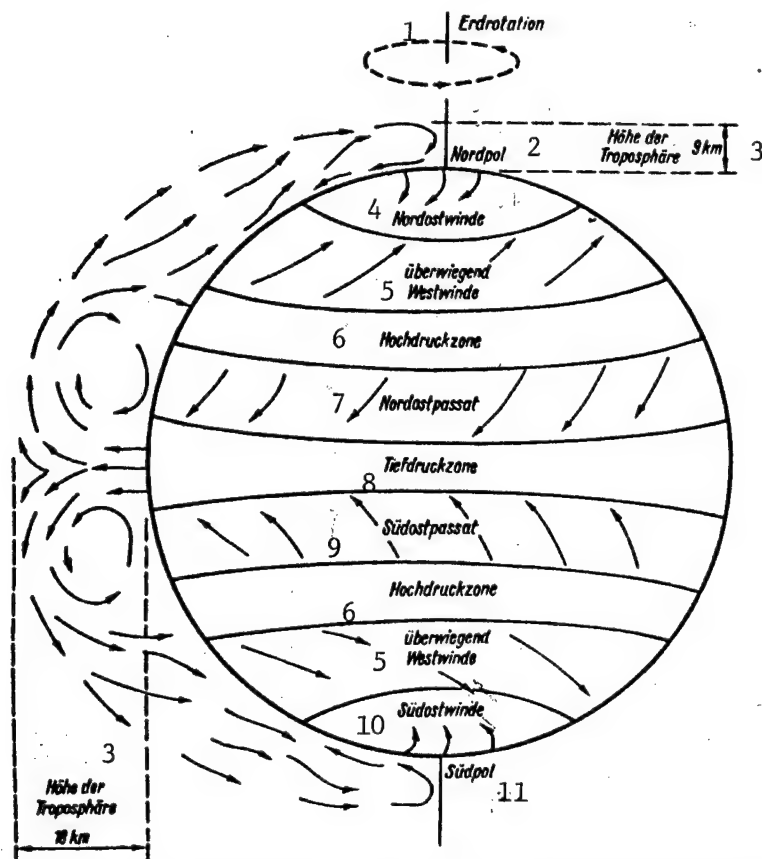 1 Erdrotation
2 Nordpol
Höhe der
Troposphäre
9 km 3
4 Nordostwinde
5 überwiegend
Westwinde
6 Hochdruckzone
7 Nordostpassat
Tiefdruckzone
8
Südostpassat
9
Hochdruckzone
6
überwiegend
5 Westwinde
10 Südostwinde
Südpol 11
3
Höhe der
Troposphäre
18 km